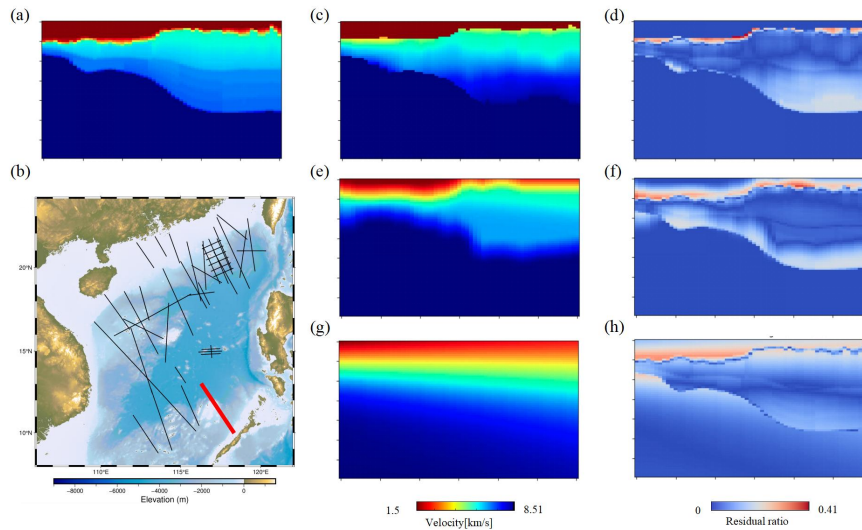 (a)
(c)
(d)
(b)
(e)
(f)
20°N
15°N
10°N
(g)
(h)
110°E
115°E
120°E
−8000
−6000
−4000
−2000
0
Elevation (m)
1.5
8.51
Velocity[km/s]
0
0.41
Residual ratio